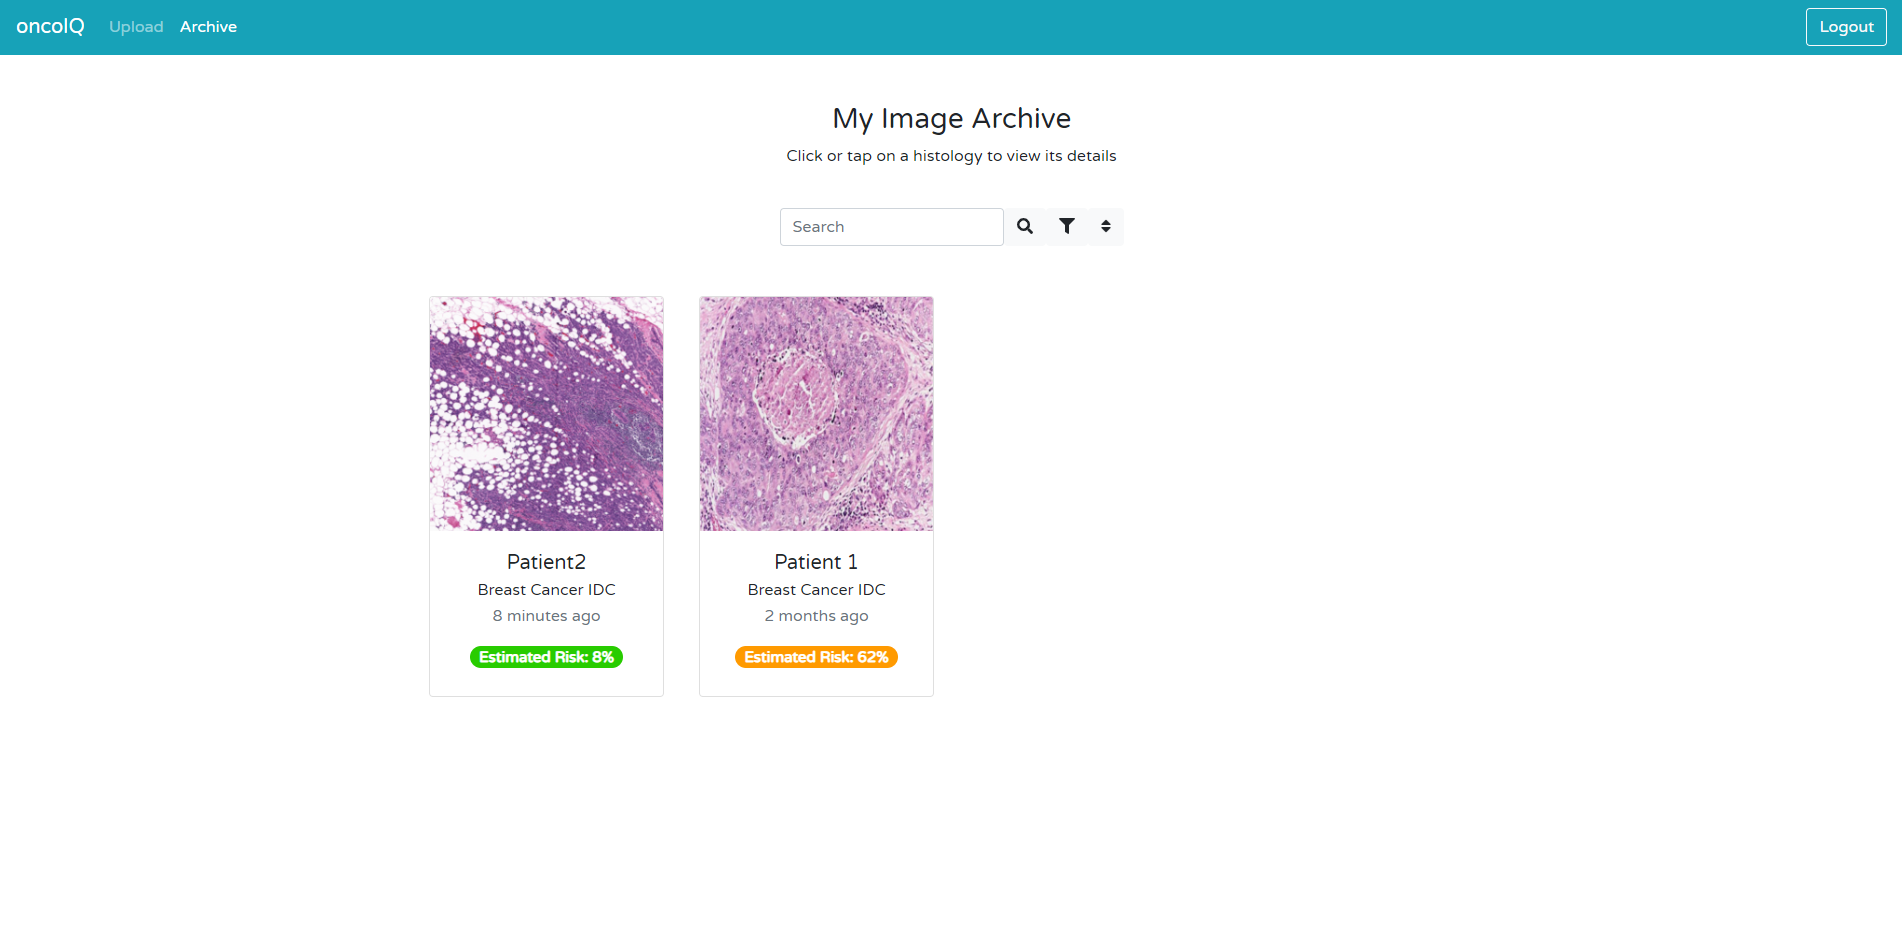 oncoIQ Upload Archive Logout
My Image Archive
Click or tap on a histology to view its details
Search
Patient2
Breast Cancer IDC
8 minutes ago
Estimated Risk: 8%
Patient 1
Breast Cancer IDC
2 months ago
Estimated Risk: 62%